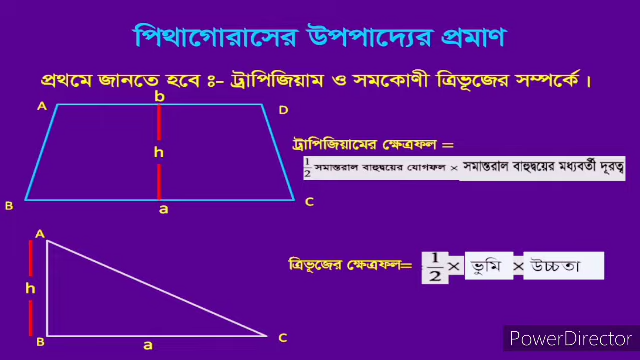 পিথাগোরাসের উপপাদ্যের প্রমাণ
প্রথমে জানতে হবে ঃ- ট্রাপিজিয়াম ও সমকোণী ত্রিভূজের সম্পর্কে ।
A b D
h
B a C
ট্রাপিজিয়ামের ক্ষেত্রফল =
1/2 সমান্তরাল বাহুদ্বয়ের যোগফল × সমান্তরাল বাহুদ্বয়ের মধ্যবর্তী দূরত্ব
A
h
B a C
ত্রিভূজের ক্ষেত্রফল= 1/2 × ভুমি × উচ্চতা
PowerDirector